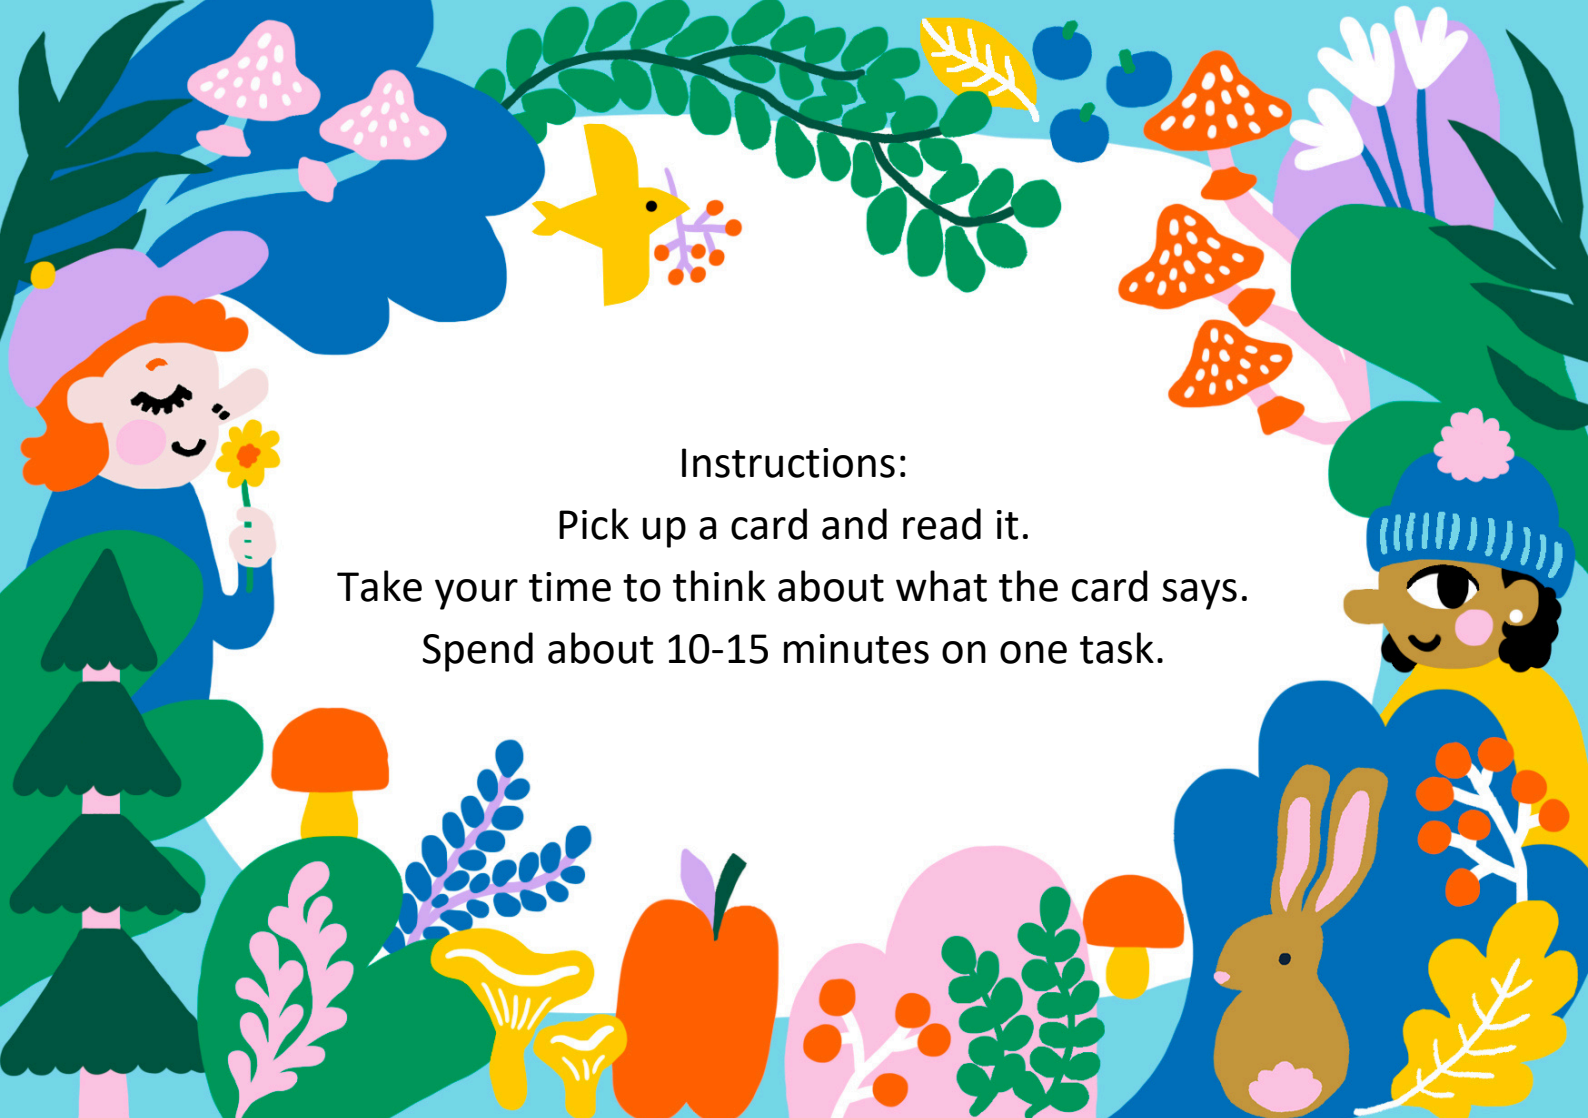 Instructions:
Pick up a card and read it.
Take your time to think about what the card says.
Spend about 10-15 minutes on one task.